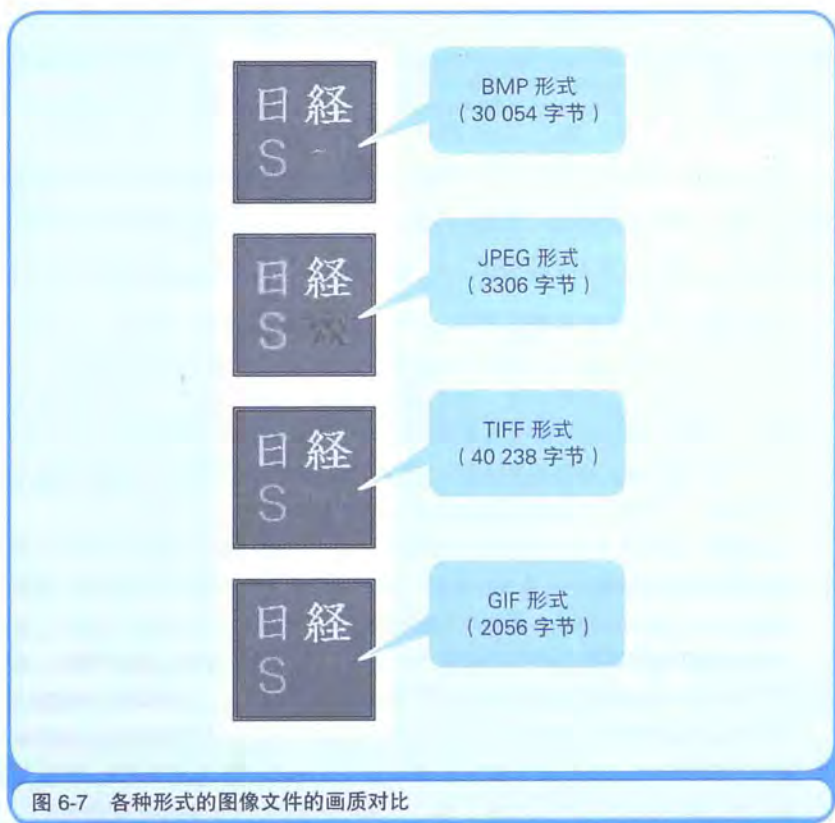 日 経
S
BMP 形式
( 30 054 字节 )
日 経
S
JPEG 形式
( 3306 字节 )
日 経
S
TIFF 形式
( 40 238 字节 )
日 経
S
GIF 形式
( 2056 字节 )
图 6-7 各种形式的图像文件的画质对比